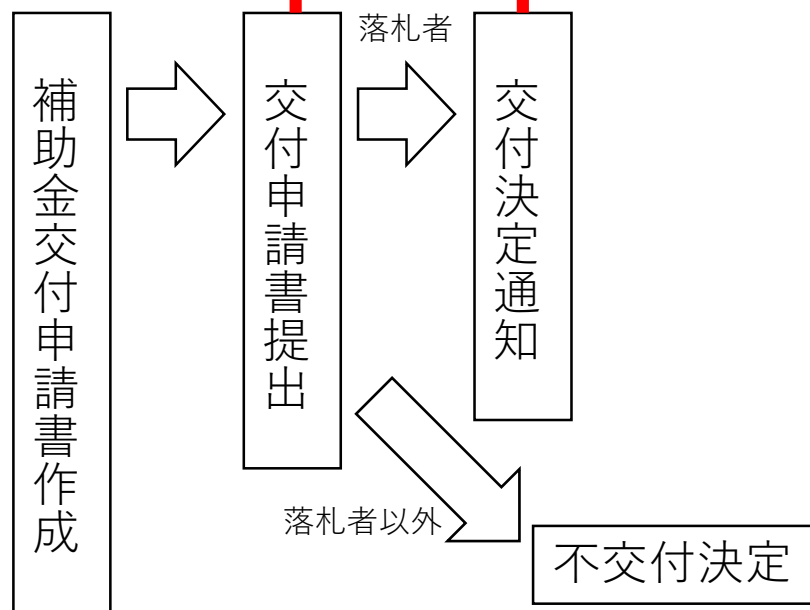 補助金交付申請書作成
交付申請書提出
落札者
交付決定通知
落札者以外
不交付決定